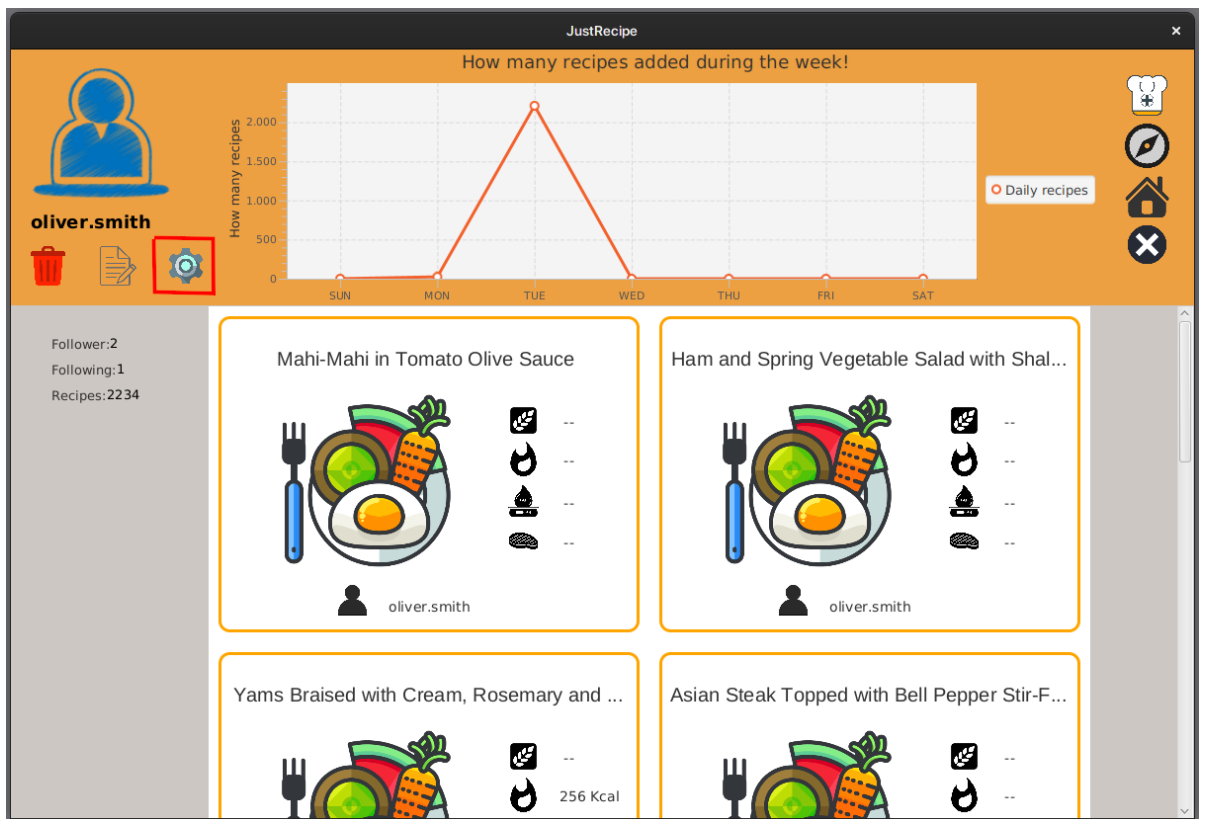 JustRecipe
How many recipes added during the week!
How many recipes
2.000
1.500
1.000
500
0
SUN MON TUE WED THU FRI SAT
Daily recipes
oliver.smith
Follower:2
Following:1
Recipes:2234
Mahi-Mahi in Tomato Olive Sauce
--
--
--
--
oliver.smith
Ham and Spring Vegetable Salad with Shal...
--
--
--
--
oliver.smith
Yams Braised with Cream, Rosemary and ...
--
256 Kcal
Asian Steak Topped with Bell Pepper Stir-F...
--
--